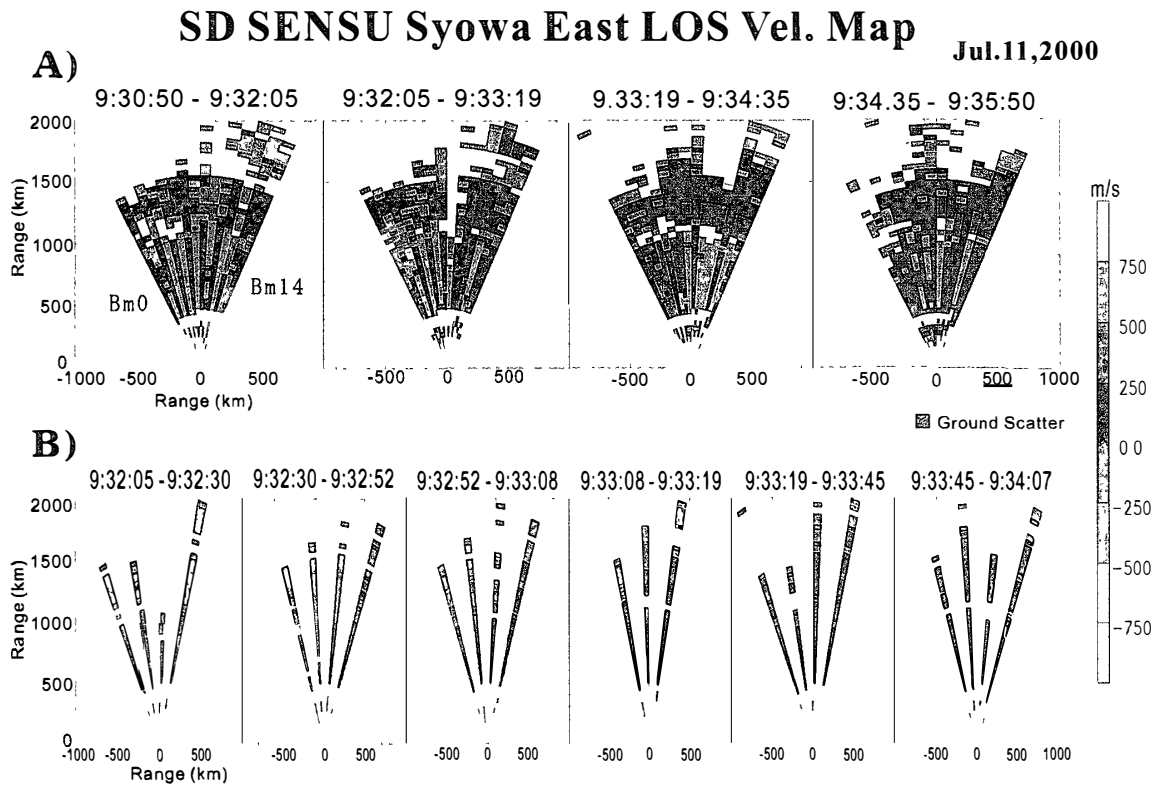 SD SENSU Syowa East LOS Vel. Map
Jul.11,2000
A)
9:30:50 - 9:32:05
9:32:05 - 9:33:19
9.33:19 - 9:34:35
9:34.35 - 9:35:50
2000
1500
1000
500
0
Range (km)
Bm0
Bm14
-1000 -500 0 500
-500 0 500
-500 0 500
-500 0 500 1000
Range (km)
m/s
750
500
250
0 0
-250
-500
-750
Ground Scatter
B)
9:32:05 - 9:32:30
9:32:30 - 9:32:52
9:32:52 - 9:33:08
9:33:08 - 9:33:19
9:33:19 - 9:33:45
9:33:45 - 9:34:07
2000
1500
1000
500
0
Range (km)
-1000 -500 0 500
-500 0 500
-500 0 500
-500 0 500
-500 0 500
-500 0 500 1000
Range (km)